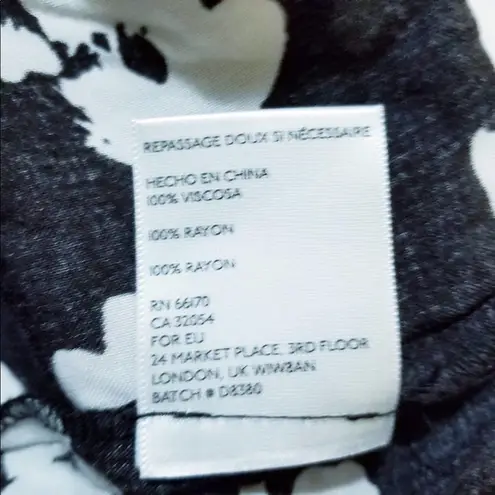 REPASSAGE DOUX SI NÉCESSAIRE
HECHO EN CHINA
100% VISCOSA
100% RAYON
100% RAYON
RN 66170
CA 32054
FOR EU
24 MARKET PLACE, 3RD FLOOR
LONDON, UK W1W8AN
BATCH # D8380